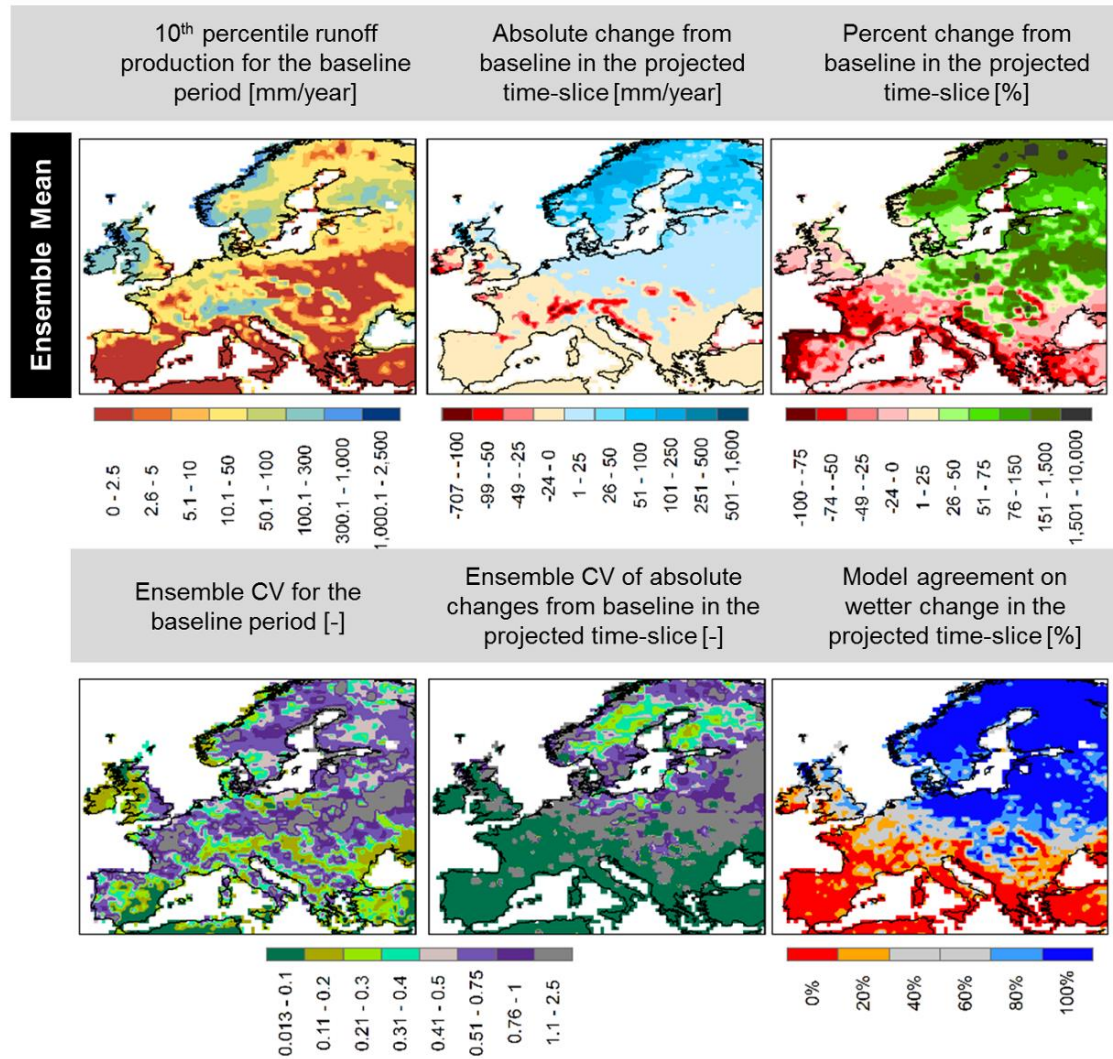 10th percentile runoff
production for the baseline
period [mm/year]
Absolute change from
baseline in the projected
time-slice [mm/year]
Percent change from
baseline in the projected
time-slice [%]
Ensemble Mean
0 - 2.5
2.6 - 5
5.1 - 10
10.1 - 50
50.1 - 100
100.1 - 300
300.1 - 1,000
1,000.1 - 2,500
-707 - -100
-99 - -50
-49 - -25
-24 - 0
1 - 25
26 - 50
51 - 100
101 - 250
251 - 500
501 - 1,600
-100 - -75
-74 - -50
-49 - -25
-24 - 0
1 - 25
26 - 50
51 - 75
76 - 150
151 - 1,500
1,501 - 10,000
Ensemble CV for the
baseline period [-]
Ensemble CV of absolute
changes from baseline in the
projected time-slice [-]
Model agreement on
wetter change in the
projected time-slice [%]
0.013 - 0.1
0.11 - 0.2
0.21 - 0.3
0.31 - 0.4
0.41 - 0.5
0.51 - 0.75
0.76 - 1
1.1 - 2.5
0%
20%
40%
60%
80%
100%